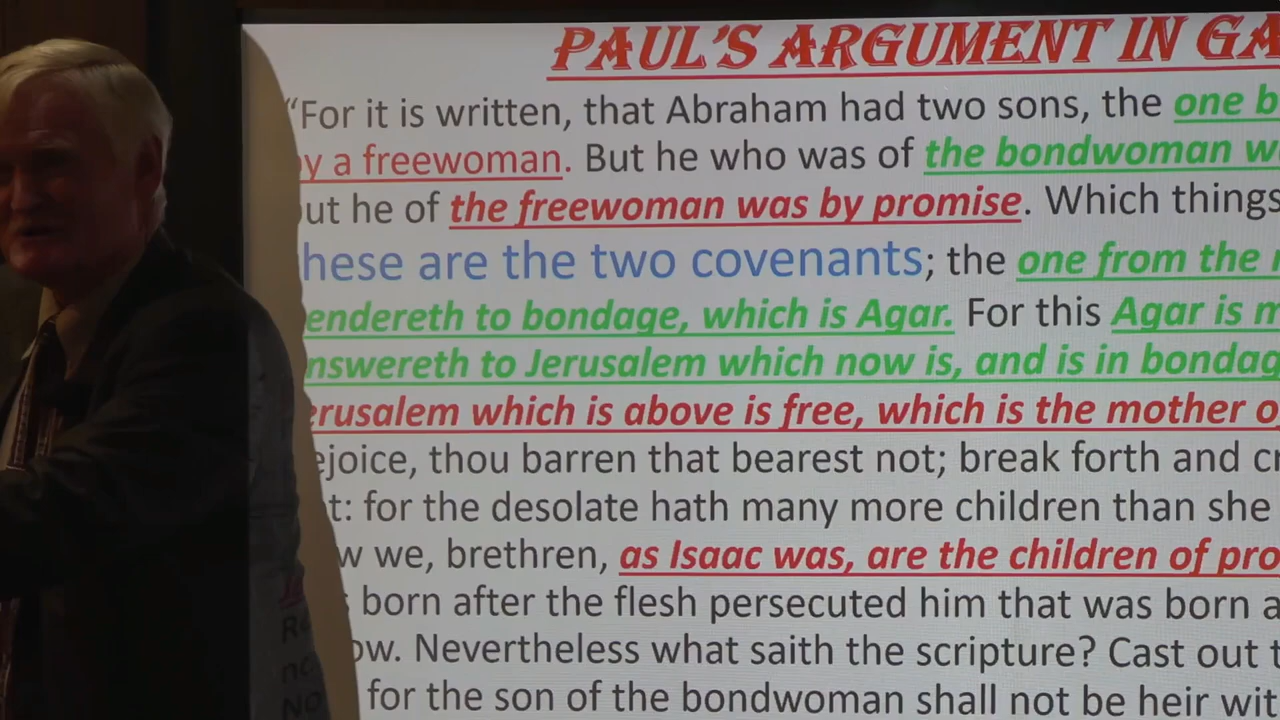 PAUL'S ARGUMENT IN GA
“For it is written, that Abraham had two sons, the one b
y a freewoman. But he who was of the bondwoman w
ut he of the freewoman was by promise. Which things
hese are the two covenants; the one from the
endereth to bondage, which is Agar. For this Agar is m
nswereth to Jerusalem which now is, and is in bondag
erusalem which is above is free, which is the mother o
ejoice, thou barren that bearest not; break forth and cr
t: for the desolate hath many more children than she
w we, brethren, as Isaac was, are the children of pro
born after the flesh persecuted him that was born a
ow. Nevertheless what saith the scripture? Cast out t
for the son of the bondwoman shall not be heir wit